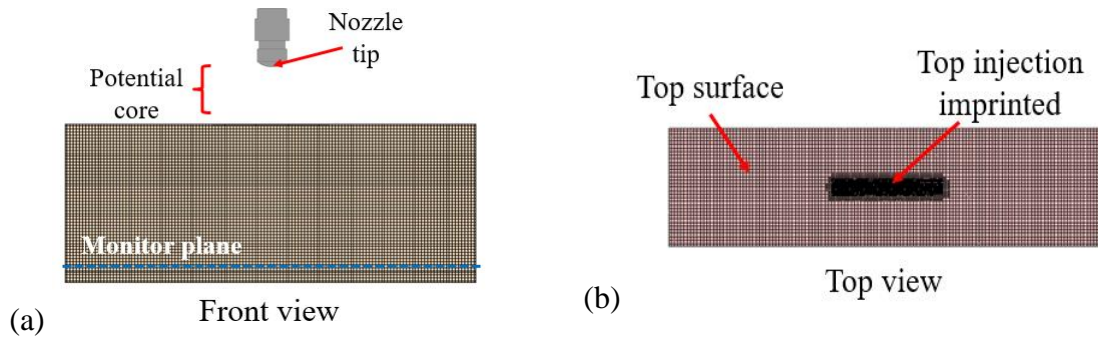 Nozzle
tip
Potential
core
Monitor plane
Front view
(a)
Top surface
Top injection
imprinted
Top view
(b)